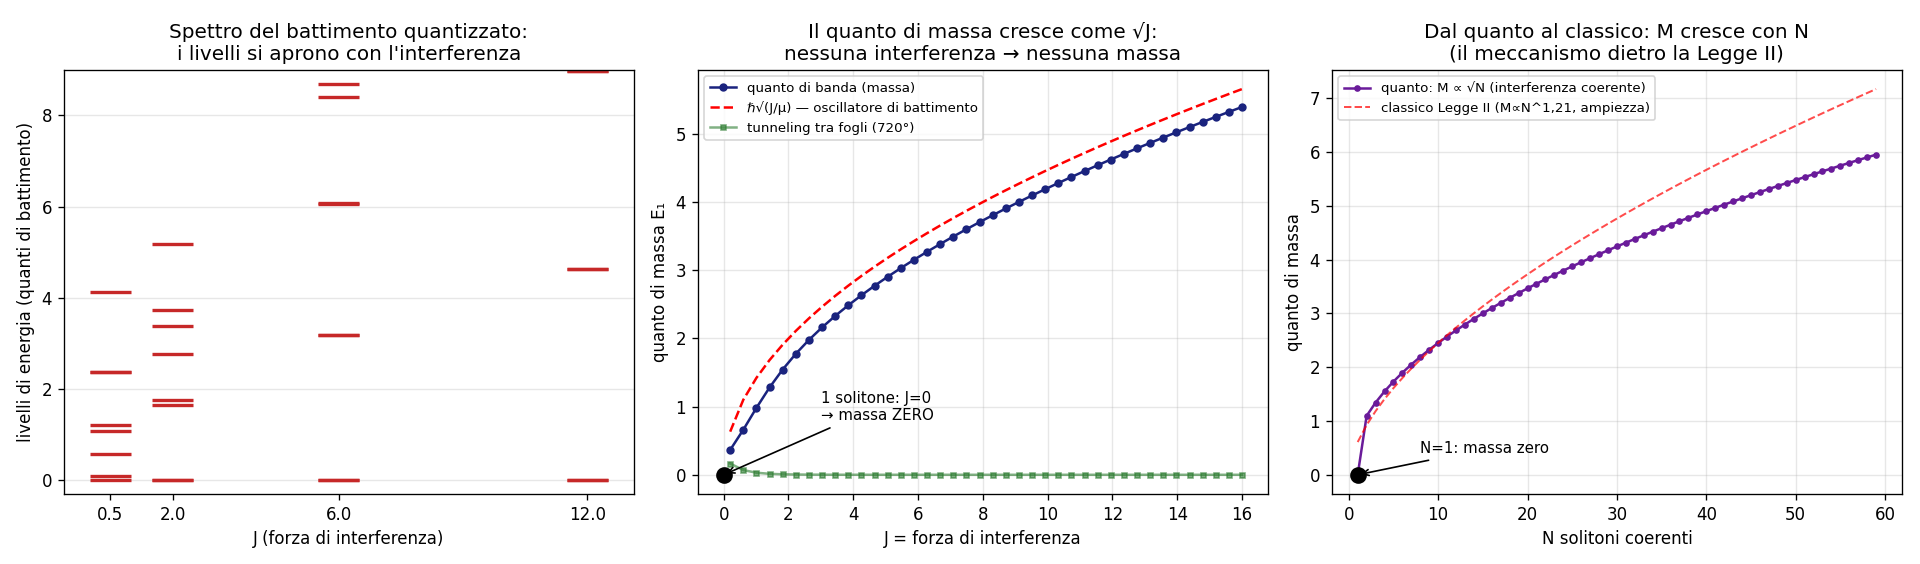 Spettro del battimento quantizzato:
i livelli si aprono con l'interferenza
livelli di energia (quanti di battimento)
8
6
4
2
0
0.5
2.0
6.0
12.0
J (forza di interferenza)
Il quanto di massa cresce come √J:
nessuna interferenza → nessuna massa
quanto di banda (massa)
ℏ√(J/μ) — oscillatore di battimento
tunneling tra fogli (720°)
quanto di massa E₁
5
4
3
2
1
0
1 solitone: J=0
→ massa ZERO
0
2
4
6
8
10
12
14
16
J = forza di interferenza
Dal quanto al classico: M cresce con N
(il meccanismo dietro la Legge II)
quanto: M ∝ √N (interferenza coerente)
classico Legge II (M∝N^1,21, ampiezza)
quanto di massa
7
6
5
4
3
2
1
0
N=1: massa zero
0
10
20
30
40
50
60
N solitoni coerenti